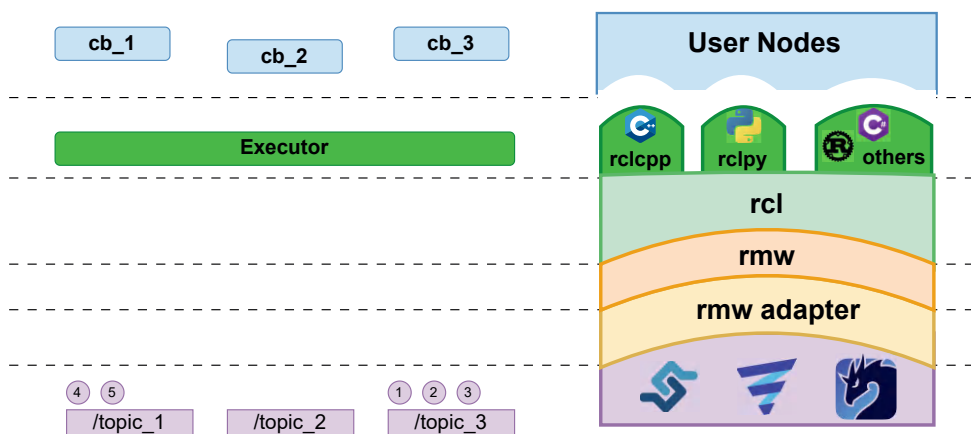 cb_1
cb_2
cb_3
User Nodes
Executor
C++
C#
R
rclcpp
rclpy
others
rcl
rmw
rmw adapter
4
5
1
2
3
/topic_1
/topic_2
/topic_3